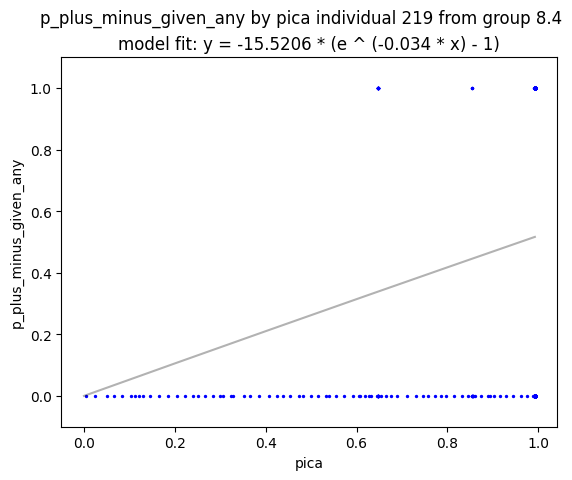 p_plus_minus_given_any by pica individual 219 from group 8.4
model fit: y = -15.5206 * (e ^ (-0.034 * x) - 1)
1.0
0.8
0.6
0.4
0.2
0.0
p_plus_minus_given_any
0.0 0.2 0.4 0.6 0.8 1.0
pica